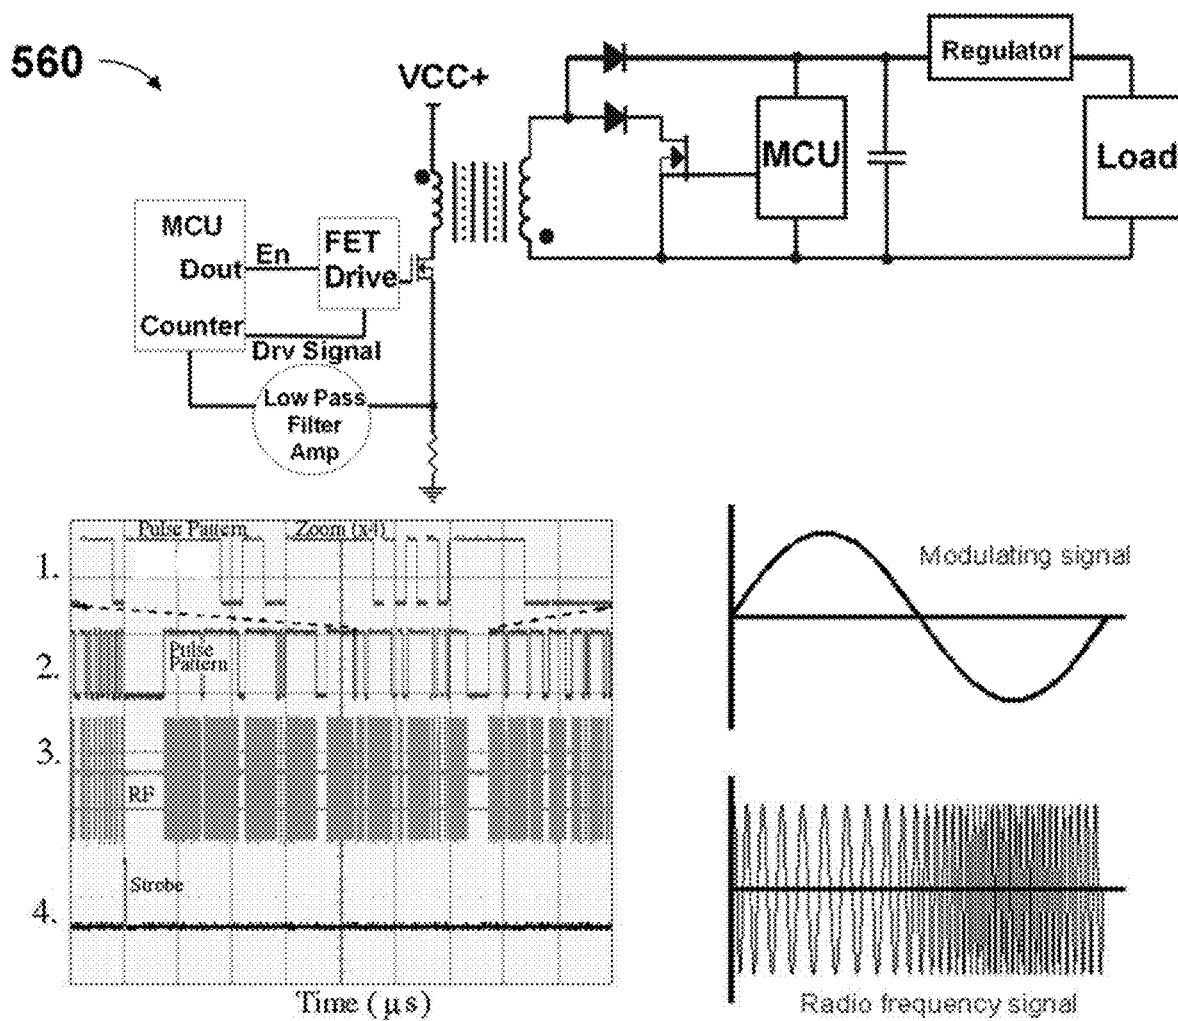 560
VCC+
Regulator
MCU
Load
MCU
Dout
Counter
En
FET
Drive
Drv Signal
Low Pass
Filter
Amp
Pulse Pattern
Zoom (x4)
1.
2.
Pulse
Pattern
3.
RF
Strobe
4.
Time (μs)
Modulating signal
Radio frequency signal